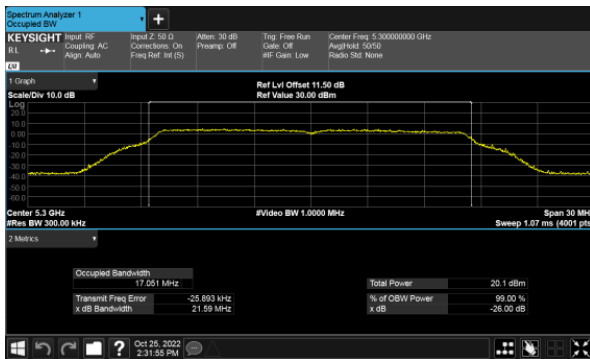 Spectrum Analyzer 1
Occupied BW
KEYSIGHT
R L
LXI
Input: RF
Coupling: AC
Align: Auto
Input Z: 50 Ω
Corrections: On
Freq Ref: Int (S)
Atten: 30 dB
Preamp: Off
Trig: Free Run
Gate: Off
#IF Gain: Low
Center Freq: 5.300000000 GHz
Avg|Hold: 50/50
Radio Std: None
1 Graph
Scale/Div 10.0 dB
Ref Lvl Offset 11.50 dB
Ref Value 30.00 dBm
Log
20.0
10.0
0.00
-10.0
-20.0
-30.0
-40.0
-50.0
-60.0
Center 5.3 GHz
#Res BW 300.00 kHz
#Video BW 1.0000 MHz
Span 30 MH
Sweep 1.07 ms (4001 pts
2 Metrics
Occupied Bandwidth
17.051 MHz
Transmit Freq Error -25.893 kHz
x dB Bandwidth 21.59 MHz
Total Power 20.1 dBm
% of OBW Power 99.00 %
x dB -26.00 dB
?
Oct 25, 2022
2:31:55 PM